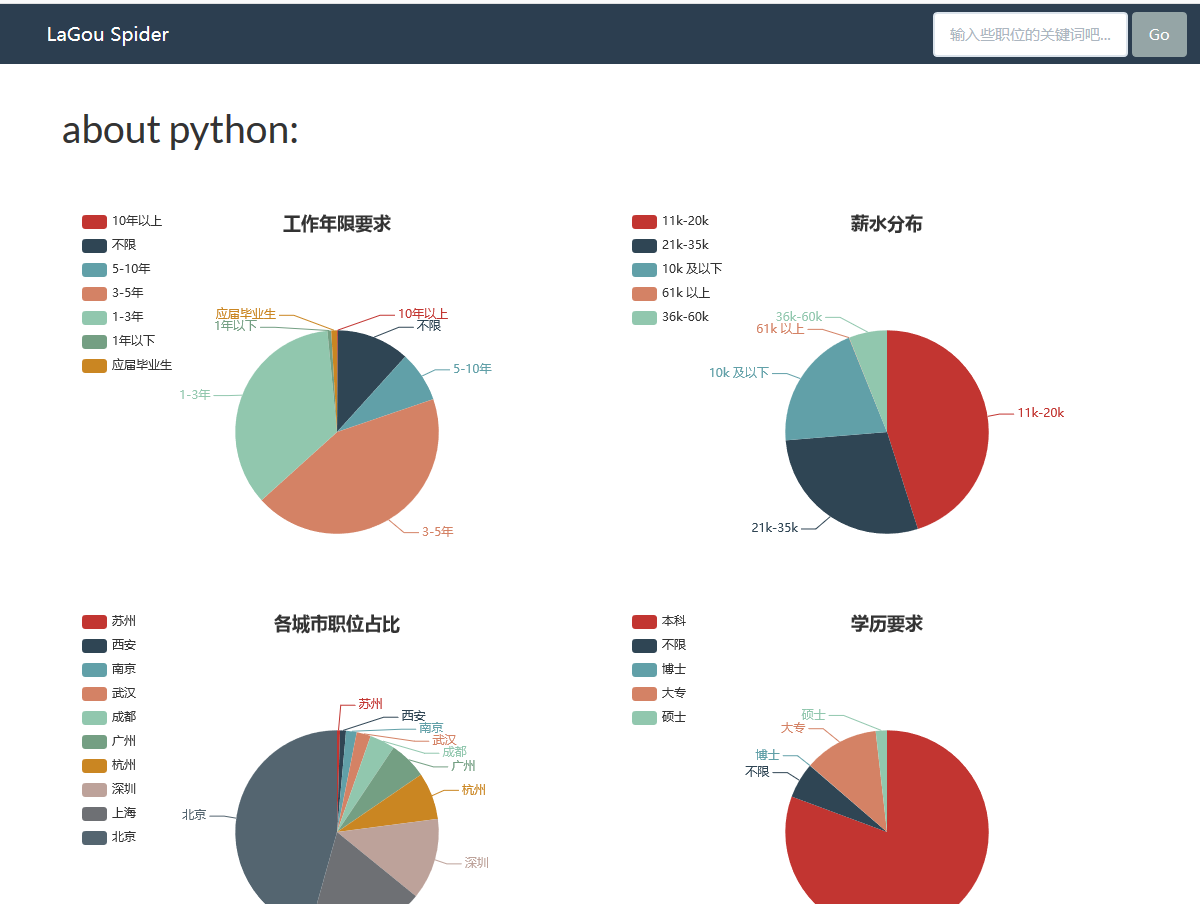 LaGou Spider
输入些职位的关键词吧...
Go
about python:
工作年限要求
10年以上
不限
5-10年
3-5年
1-3年
1年以下
应届毕业生
应届毕业生
10年以上
1年以下
不限
5-10年
1-3年
3-5年
薪水分布
11k-20k
21k-35k
10k 及以下
61k 以上
36k-60k
36k-60k
61k 以上
10k 及以下
11k-20k
21k-35k
各城市职位占比
苏州
西安
南京
武汉
成都
广州
杭州
深圳
上海
北京
苏州
西安
南京
武汉
成都
广州
杭州
北京
深圳
学历要求
本科
不限
博士
大专
硕士
硕士
大专
博士
不限